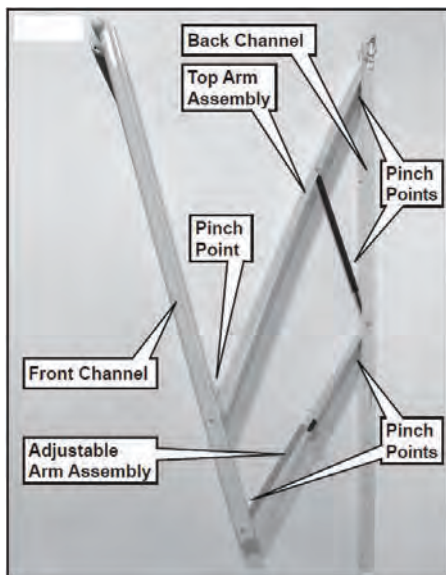 Back Channel
Top Arm
Assembly
Pinch
Points
Pinch
Point
Front Channel
Adjustable
Arm Assembly
Pinch
Points